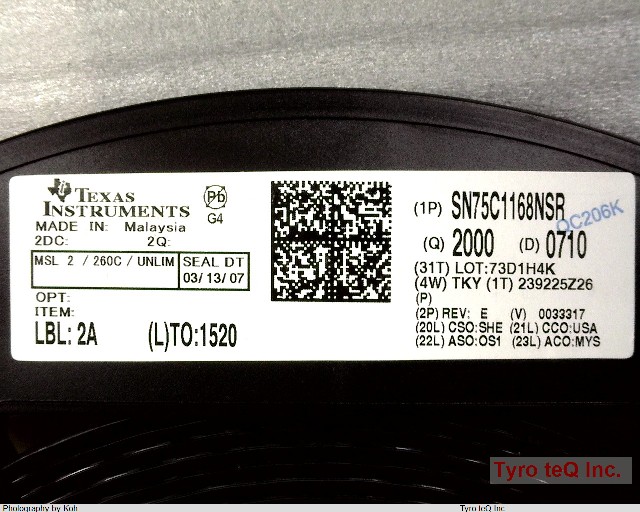 TEXAS
INSTRUMENTS
Pb
G4
MADE IN: Malaysia
2DC: 2Q:
MSL 2 / 260C / UNLIM
SEAL DT
03/13/07
OPT:
ITEM:
LBL: 2A (L)TO:1520
(1P) SN75C1168NSR
QC206K
(Q) 2000 (D) 0710
(31T) LOT:73D1H4K
(4W) TKY (1T) 239225Z26
(P)
(2P) REV: E (V) 0033317
(20L) CSO:SHE (21L) CCO:USA
(22L) ASO:OS1 (23L) ACO:MYS
Tyro teQ Inc.
Photography by Koh
Tyro teQ Inc